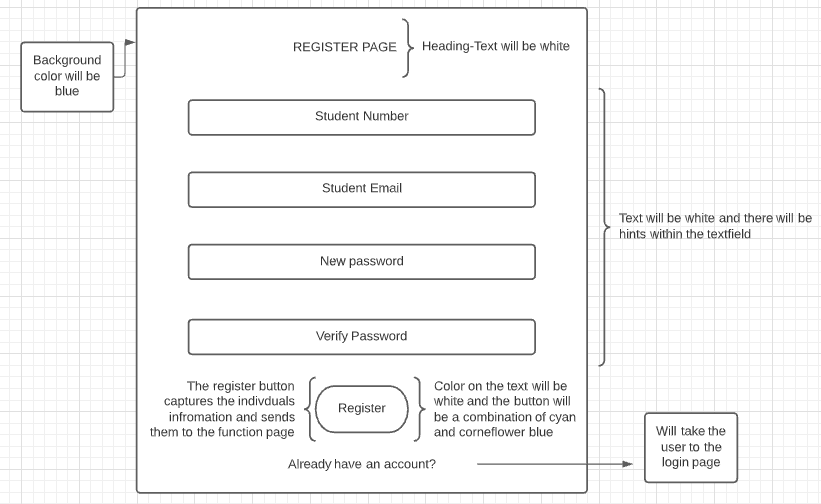 REGISTER PAGE
Heading-Text will be white
Background
color will be
blue
Student Number
Student Email
Text will be white and there will be
hints within the textfield
New password
Verify Password
The register button
captures the indivduals
infromation and sends
them to the function page
Register
Color on the text will be
white and the button will
be a combination of cyan
and corneflower blue
Already have an account?
Will take the
user to the
login page